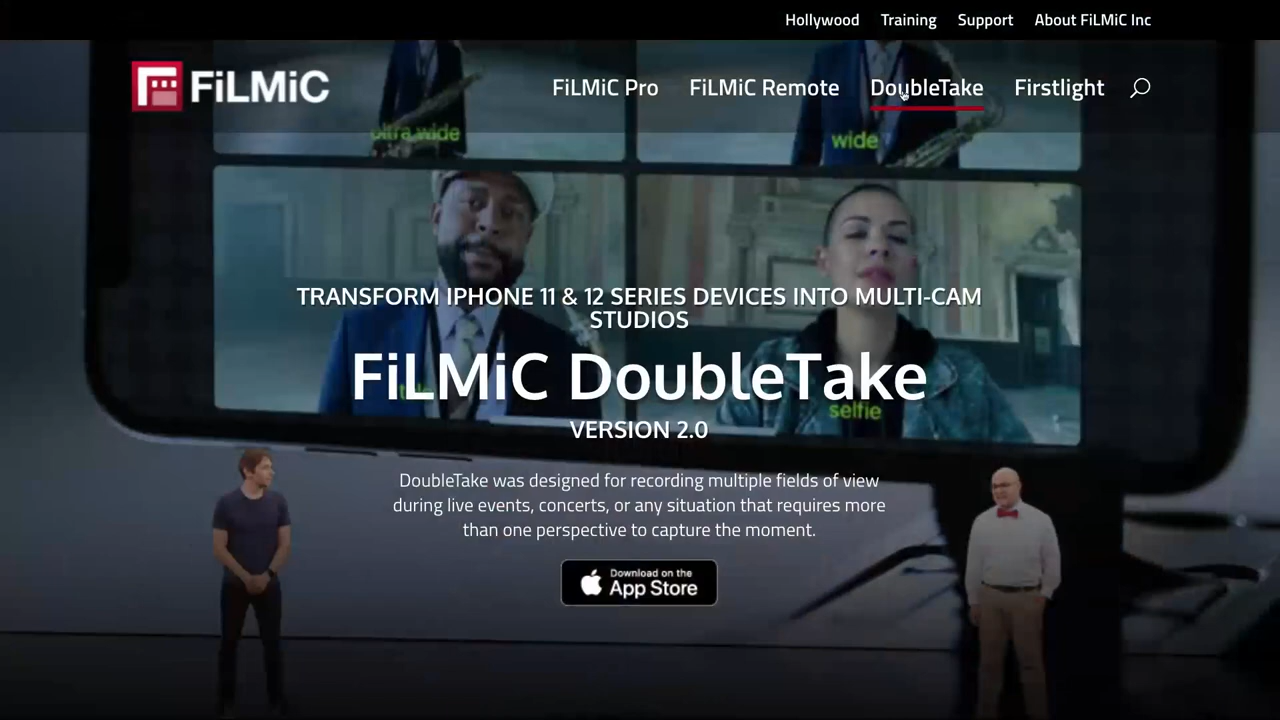 Hollywood Training Support About FiLMiC Inc
FiLMiC FiLMiC Pro FiLMiC Remote DoubleTake Firstlight
ultra wide wide
TRANSFORM IPHONE 11 & 12 SERIES DEVICES INTO MULTI-CAM
STUDIOS
FiLMiC DoubleTake
selfie
VERSION 2.0
DoubleTake was designed for recording multiple fields of view
during live events, concerts, or any situation that requires more
than one perspective to capture the moment.
Download on the
App Store